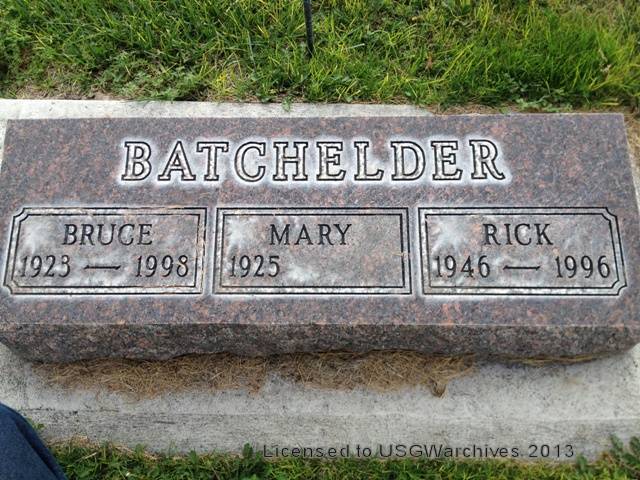 BATCHELDER
BRUCE MARY RICK
1923 — 1998 1925 1946 — 1996
Licensed to USGWarchives 2013